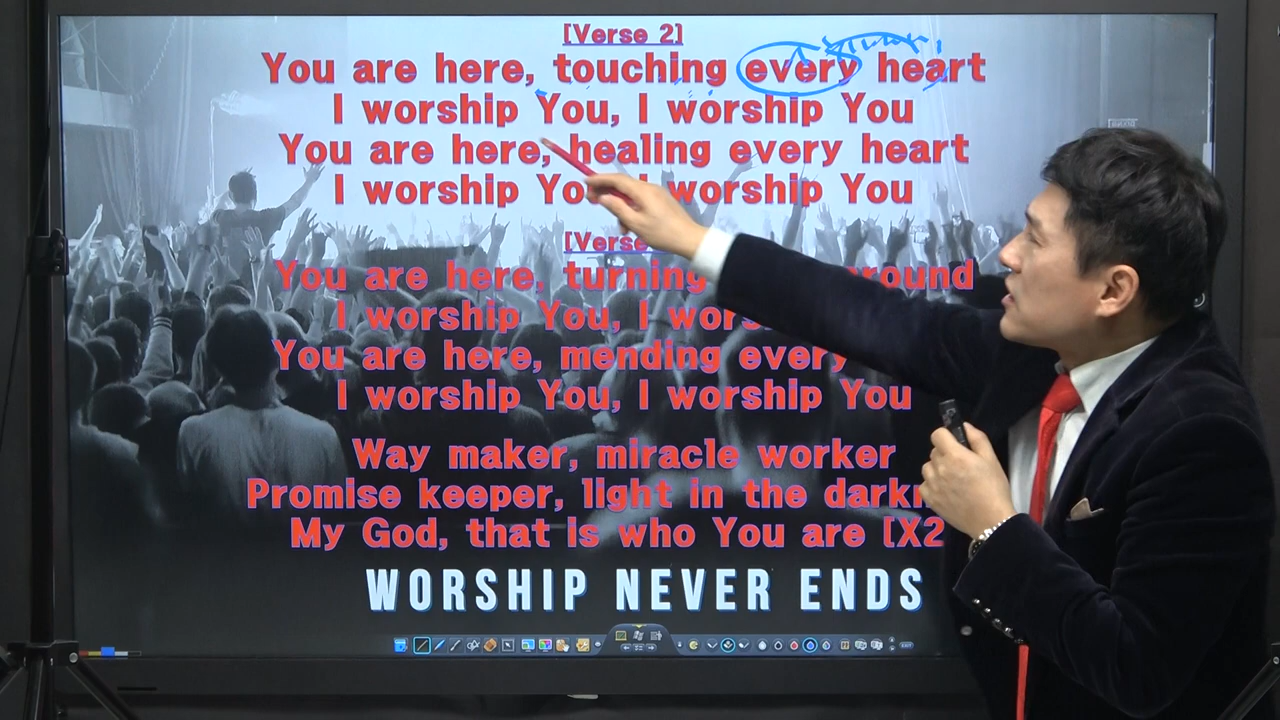 [Verse 2]
You are here, touching every heart
I worship You, I worship You
You are here, healing every heart
I worship You I worship You
[Verse
You are here, turning around
I worship You, I
You are here, mending every
I worship You, I worship You
Way maker, miracle worker
Promise keeper, light in the
My God, that is who You are [X2
WORSHIP NEVER ENDS